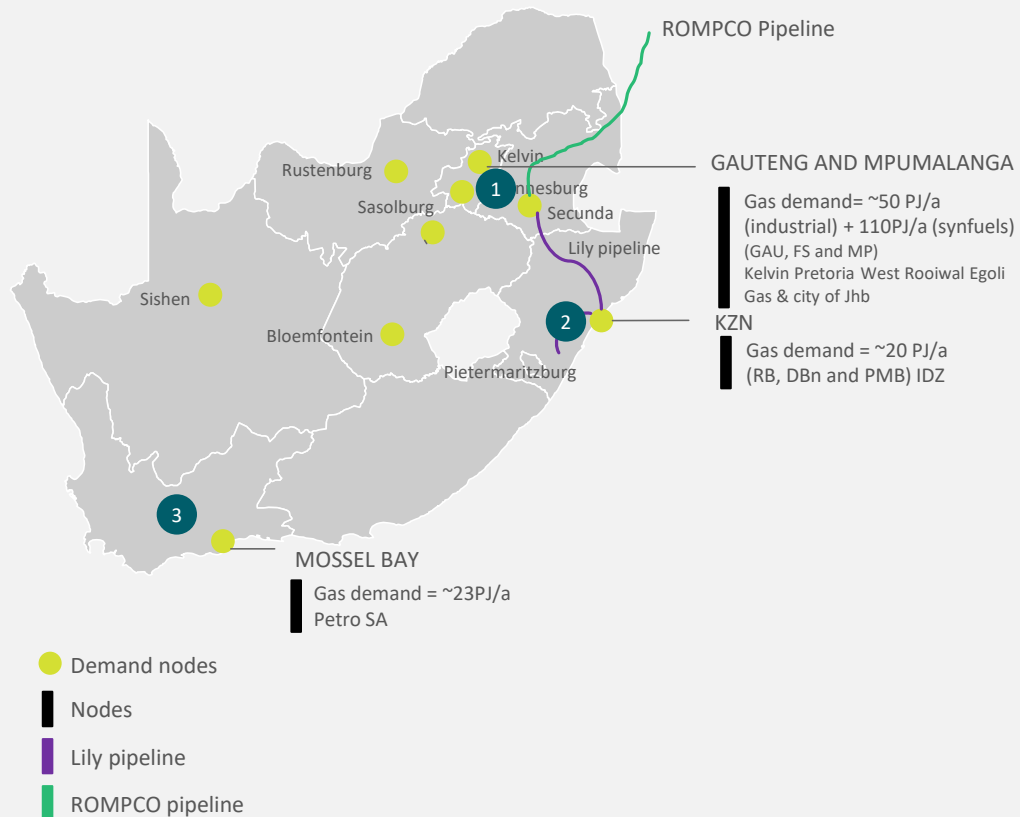 ROMPCO Pipeline
Kelvin
Rustenburg
GAUTENG AND MPUMALANGA
1
nnesburg
Sasolburg
Secunda
Gas demand= ~50 PJ/a
(industrial) + 110PJ/a (synfuels)
(GAU, FS and MP)
Kelvin Pretoria West Rooiwal Egoli
Gas & city of Jhb
Lily pipeline
Sishen
2
KZN
Bloemfontein
Pietermaritzburg
Gas demand = ~20 PJ/a
(RB, DBn and PMB) IDZ
3
MOSSEL BAY
Gas demand = ~23PJ/a
Petro SA
Demand nodes
Nodes
Lily pipeline
ROMPCO pipeline